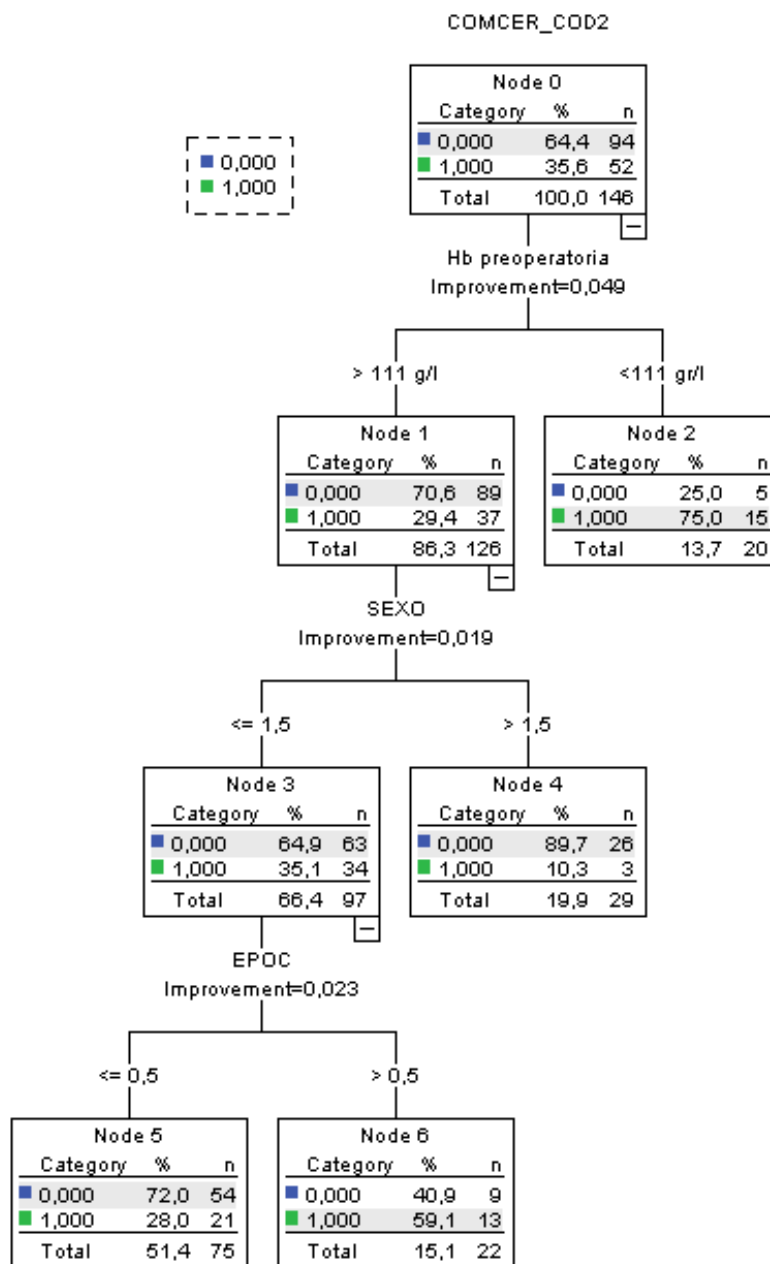 COMCER_COD2
Node 0
Category % n
0,000 64,4 94
1,000 35,6 52
Total 100,0 146
0,000
1,000
Hb preoperatoria
Improvement=0,049
> 111 g/l
<111 gr/l
Node 1
Category % n
0,000 70,6 89
1,000 29,4 37
Total 86,3 126
Node 2
Category % n
0,000 25,0 5
1,000 75,0 15
Total 13,7 20
SEXO
Improvement=0,019
<= 1,5
> 1,5
Node 3
Category % n
0,000 64,9 63
1,000 35,1 34
Total 66,4 97
Node 4
Category % n
0,000 89,7 26
1,000 10,3 3
Total 19,9 29
EPOC
Improvement=0,023
<= 0,5
> 0,5
Node 5
Category % n
0,000 72,0 54
1,000 28,0 21
Total 51,4 75
Node 6
Category % n
0,000 40,9 9
1,000 59,1 13
Total 15,1 22